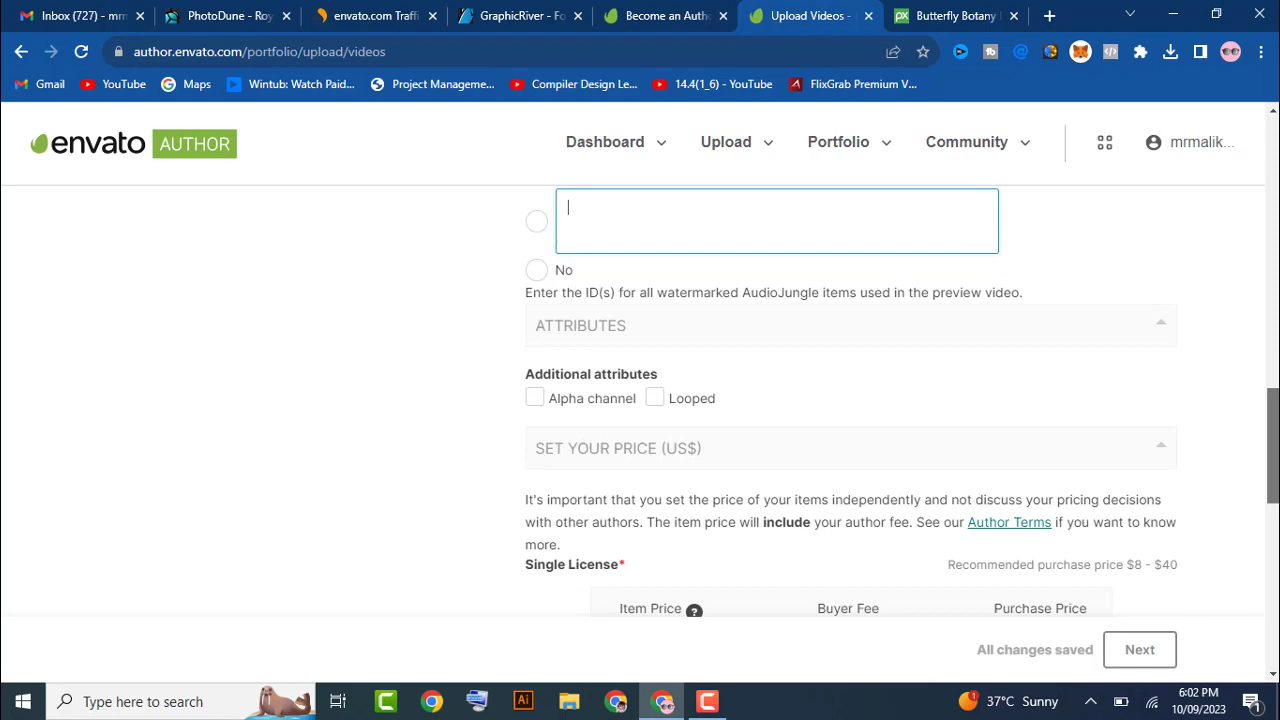 Inbox (727) - mr
PhotoDune - Roy
envato.com Traffi
GraphicRiver - Fo
Become an Autho
Upload Videos -
Butterfly Botany
author.envato.com/portfolio/upload/videos
Gmail
YouTube
Maps
Wintub: Watch Paid...
Project Manageme...
Compiler Design Le...
14.4(1_6) - YouTube
FlixGrab Premium V...
envato AUTHOR
Dashboard
Upload
Portfolio
Community
mrmalik...
No
Enter the ID(s) for all watermarked AudioJungle items used in the preview video.
ATTRIBUTES
Additional attributes
Alpha channel
Looped
SET YOUR PRICE (US$)
It's important that you set the price of your items independently and not discuss your pricing decisions
with other authors. The item price will include your author fee. See our Author Terms if you want to know
more.
Single License*
Recommended purchase price $8 - $40
Item Price ?
Buyer Fee
Purchase Price
All changes saved
Next
Type here to search
Ai
1
37°C Sunny
6:02 PM
10/09/2023
1